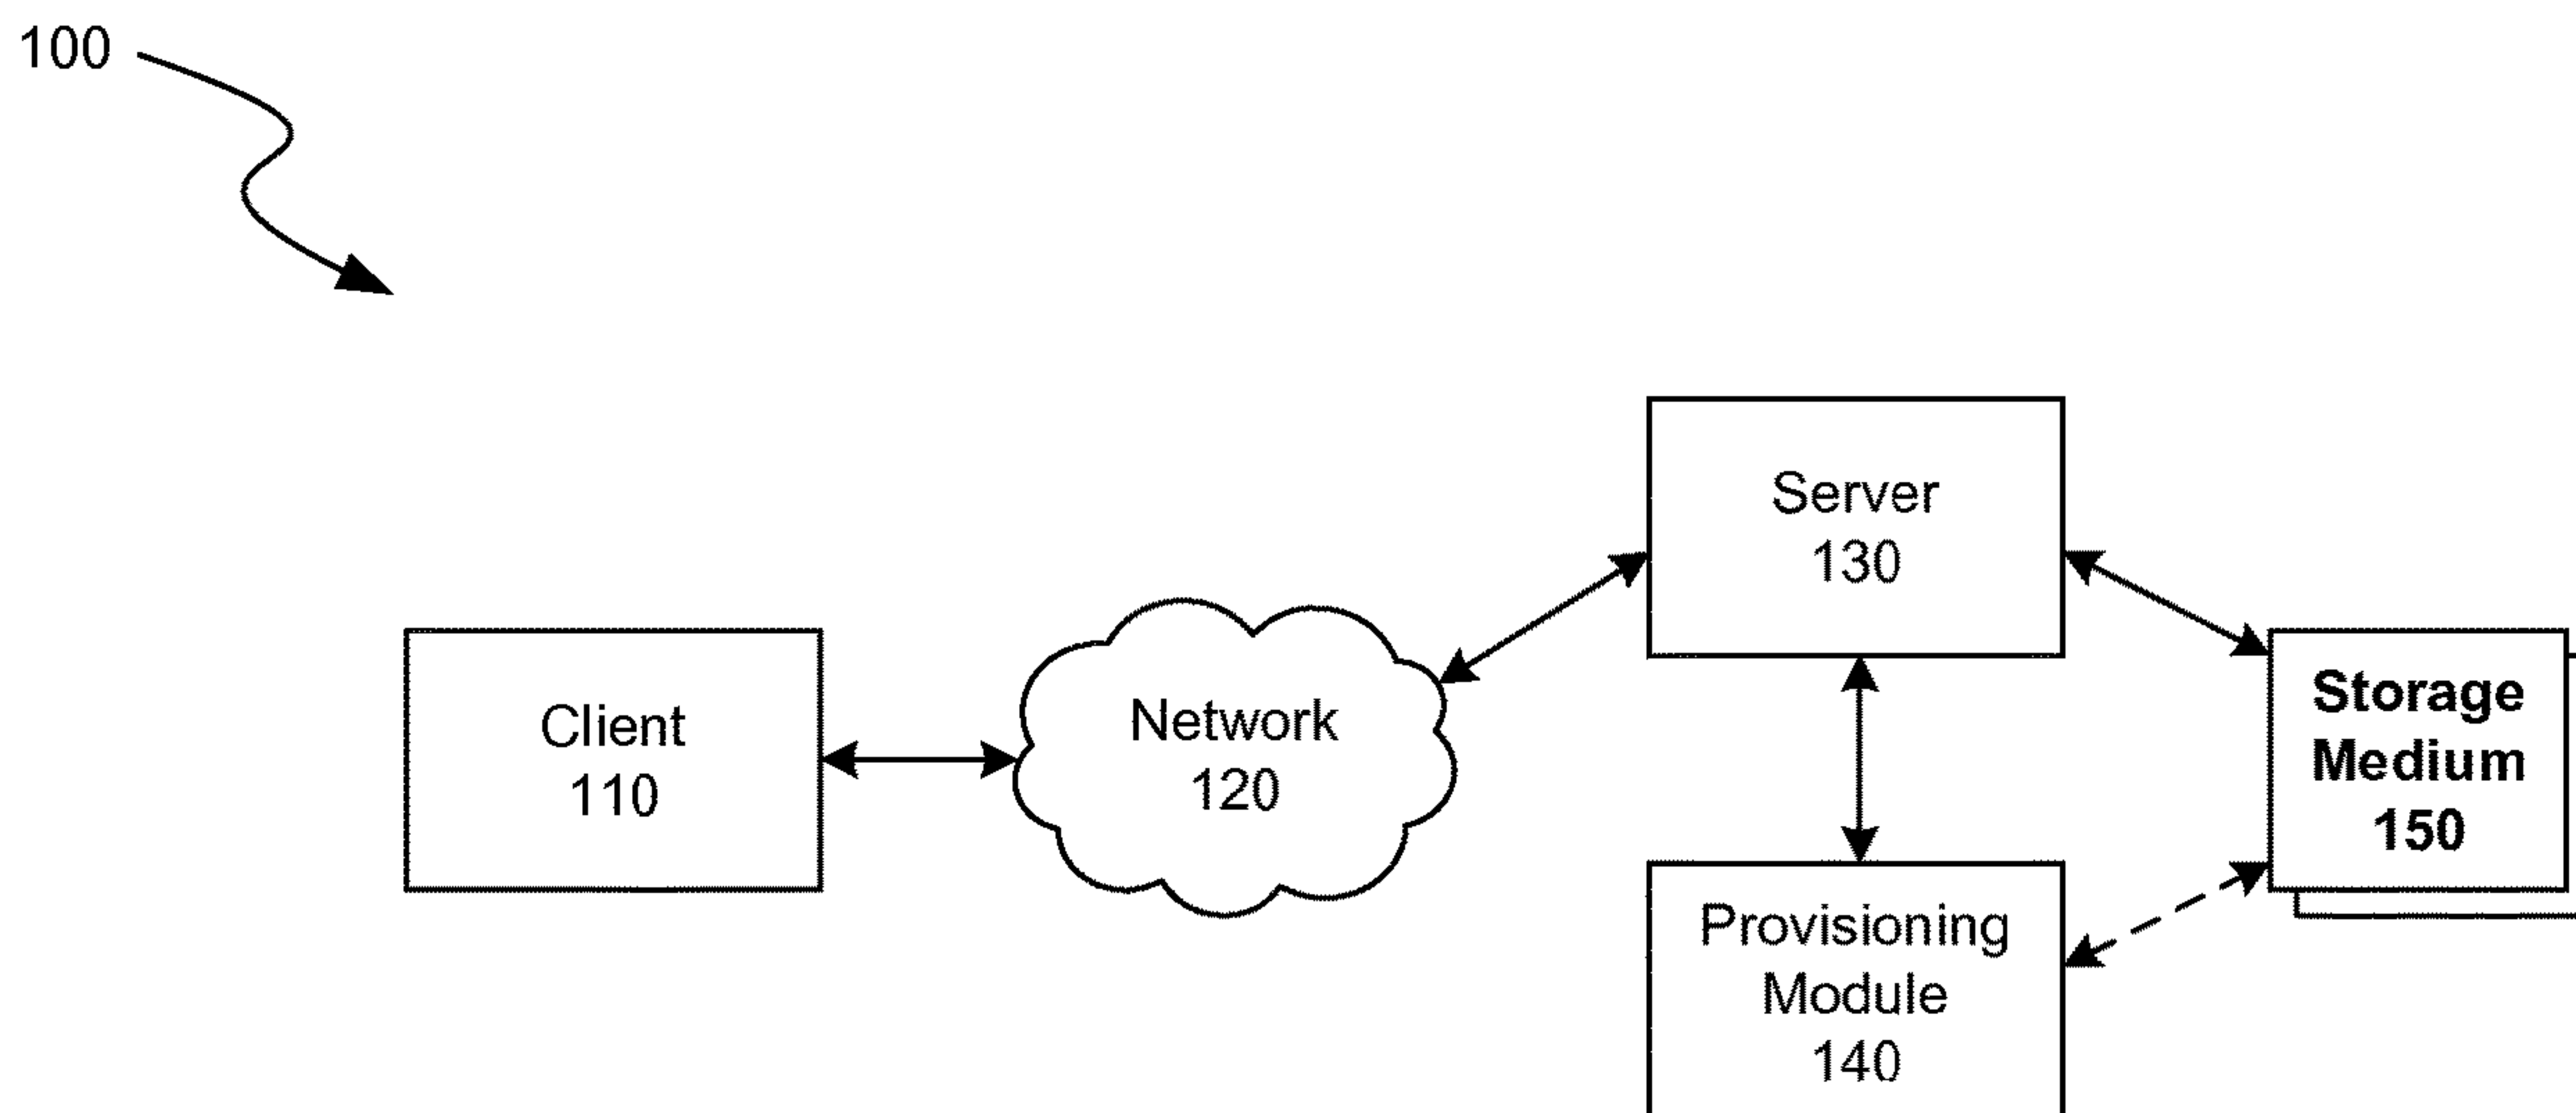 100
Server
130
Client
110
Network
120
Storage
Medium
150
Provisioning
Module
140